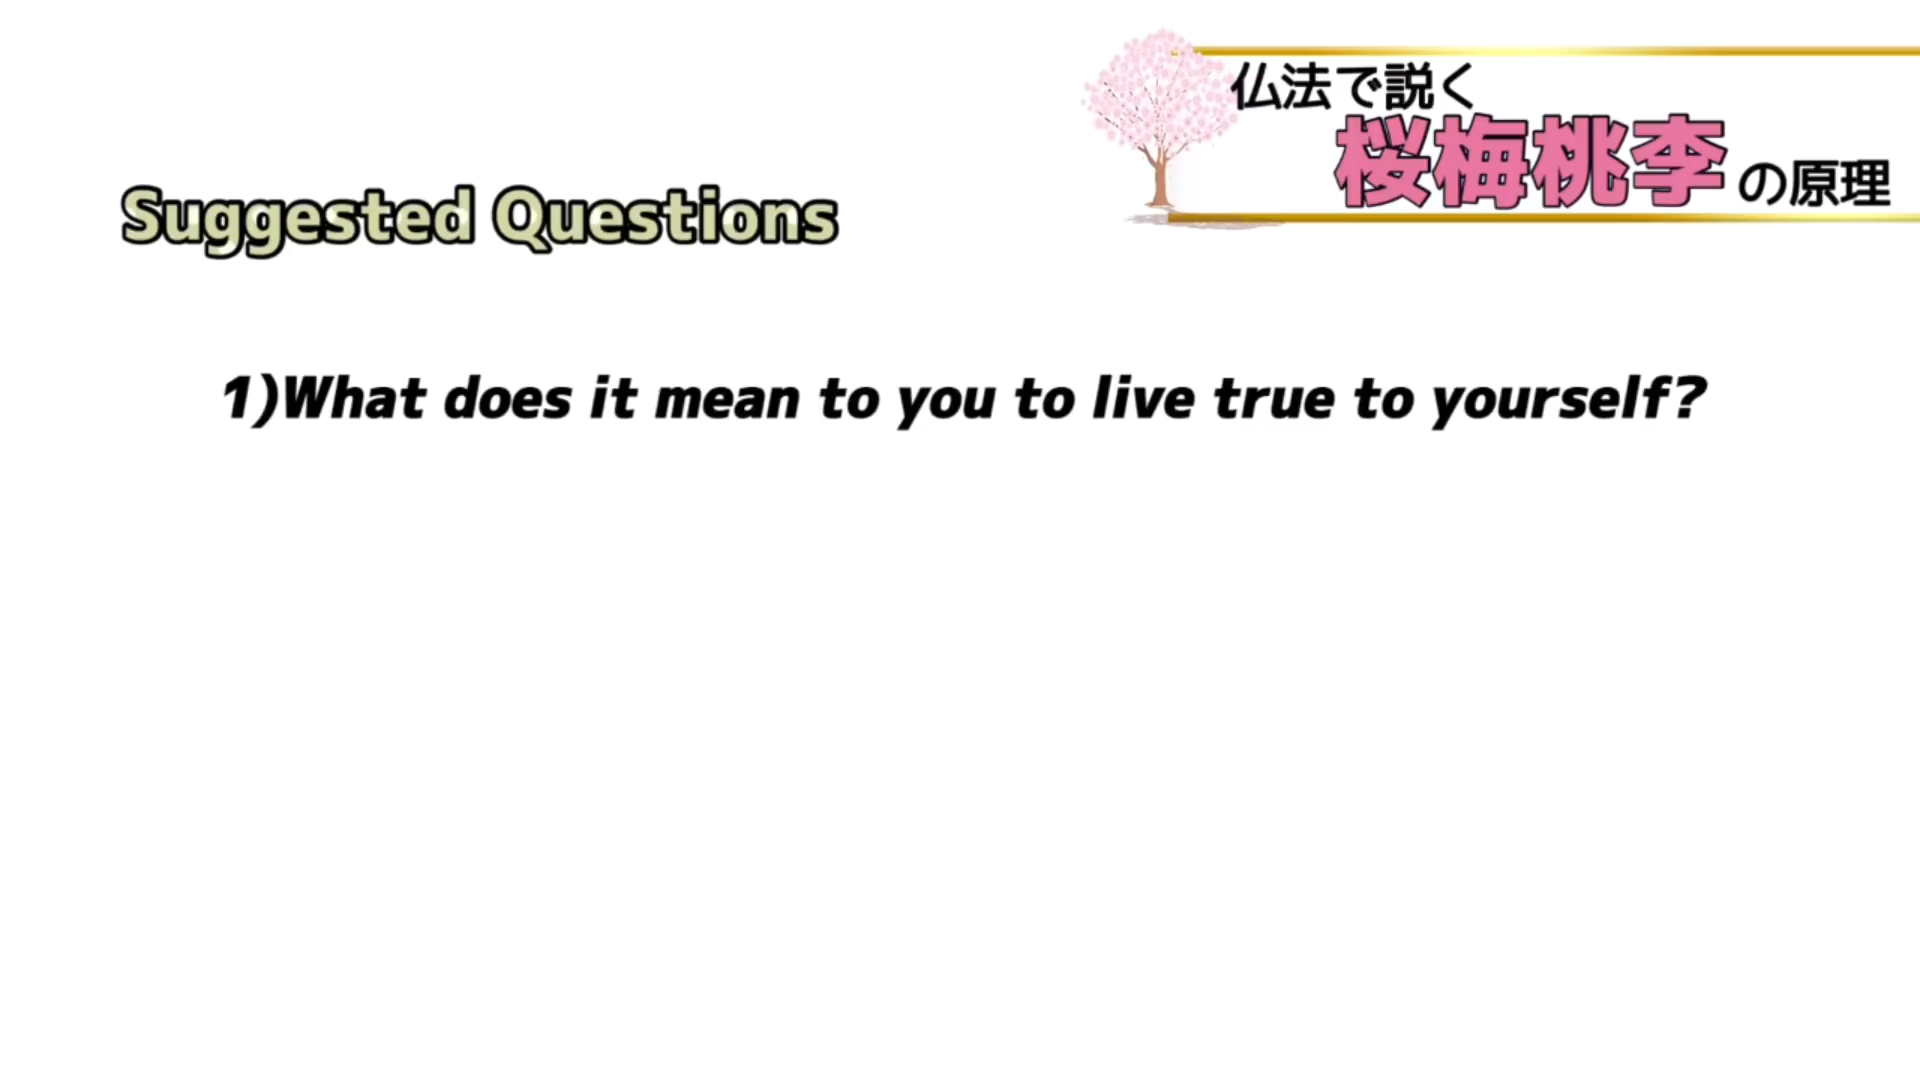 仏法で説く
桜梅桃李の原理
Suggested Questions
1)What does it mean to you to live true to yourself?